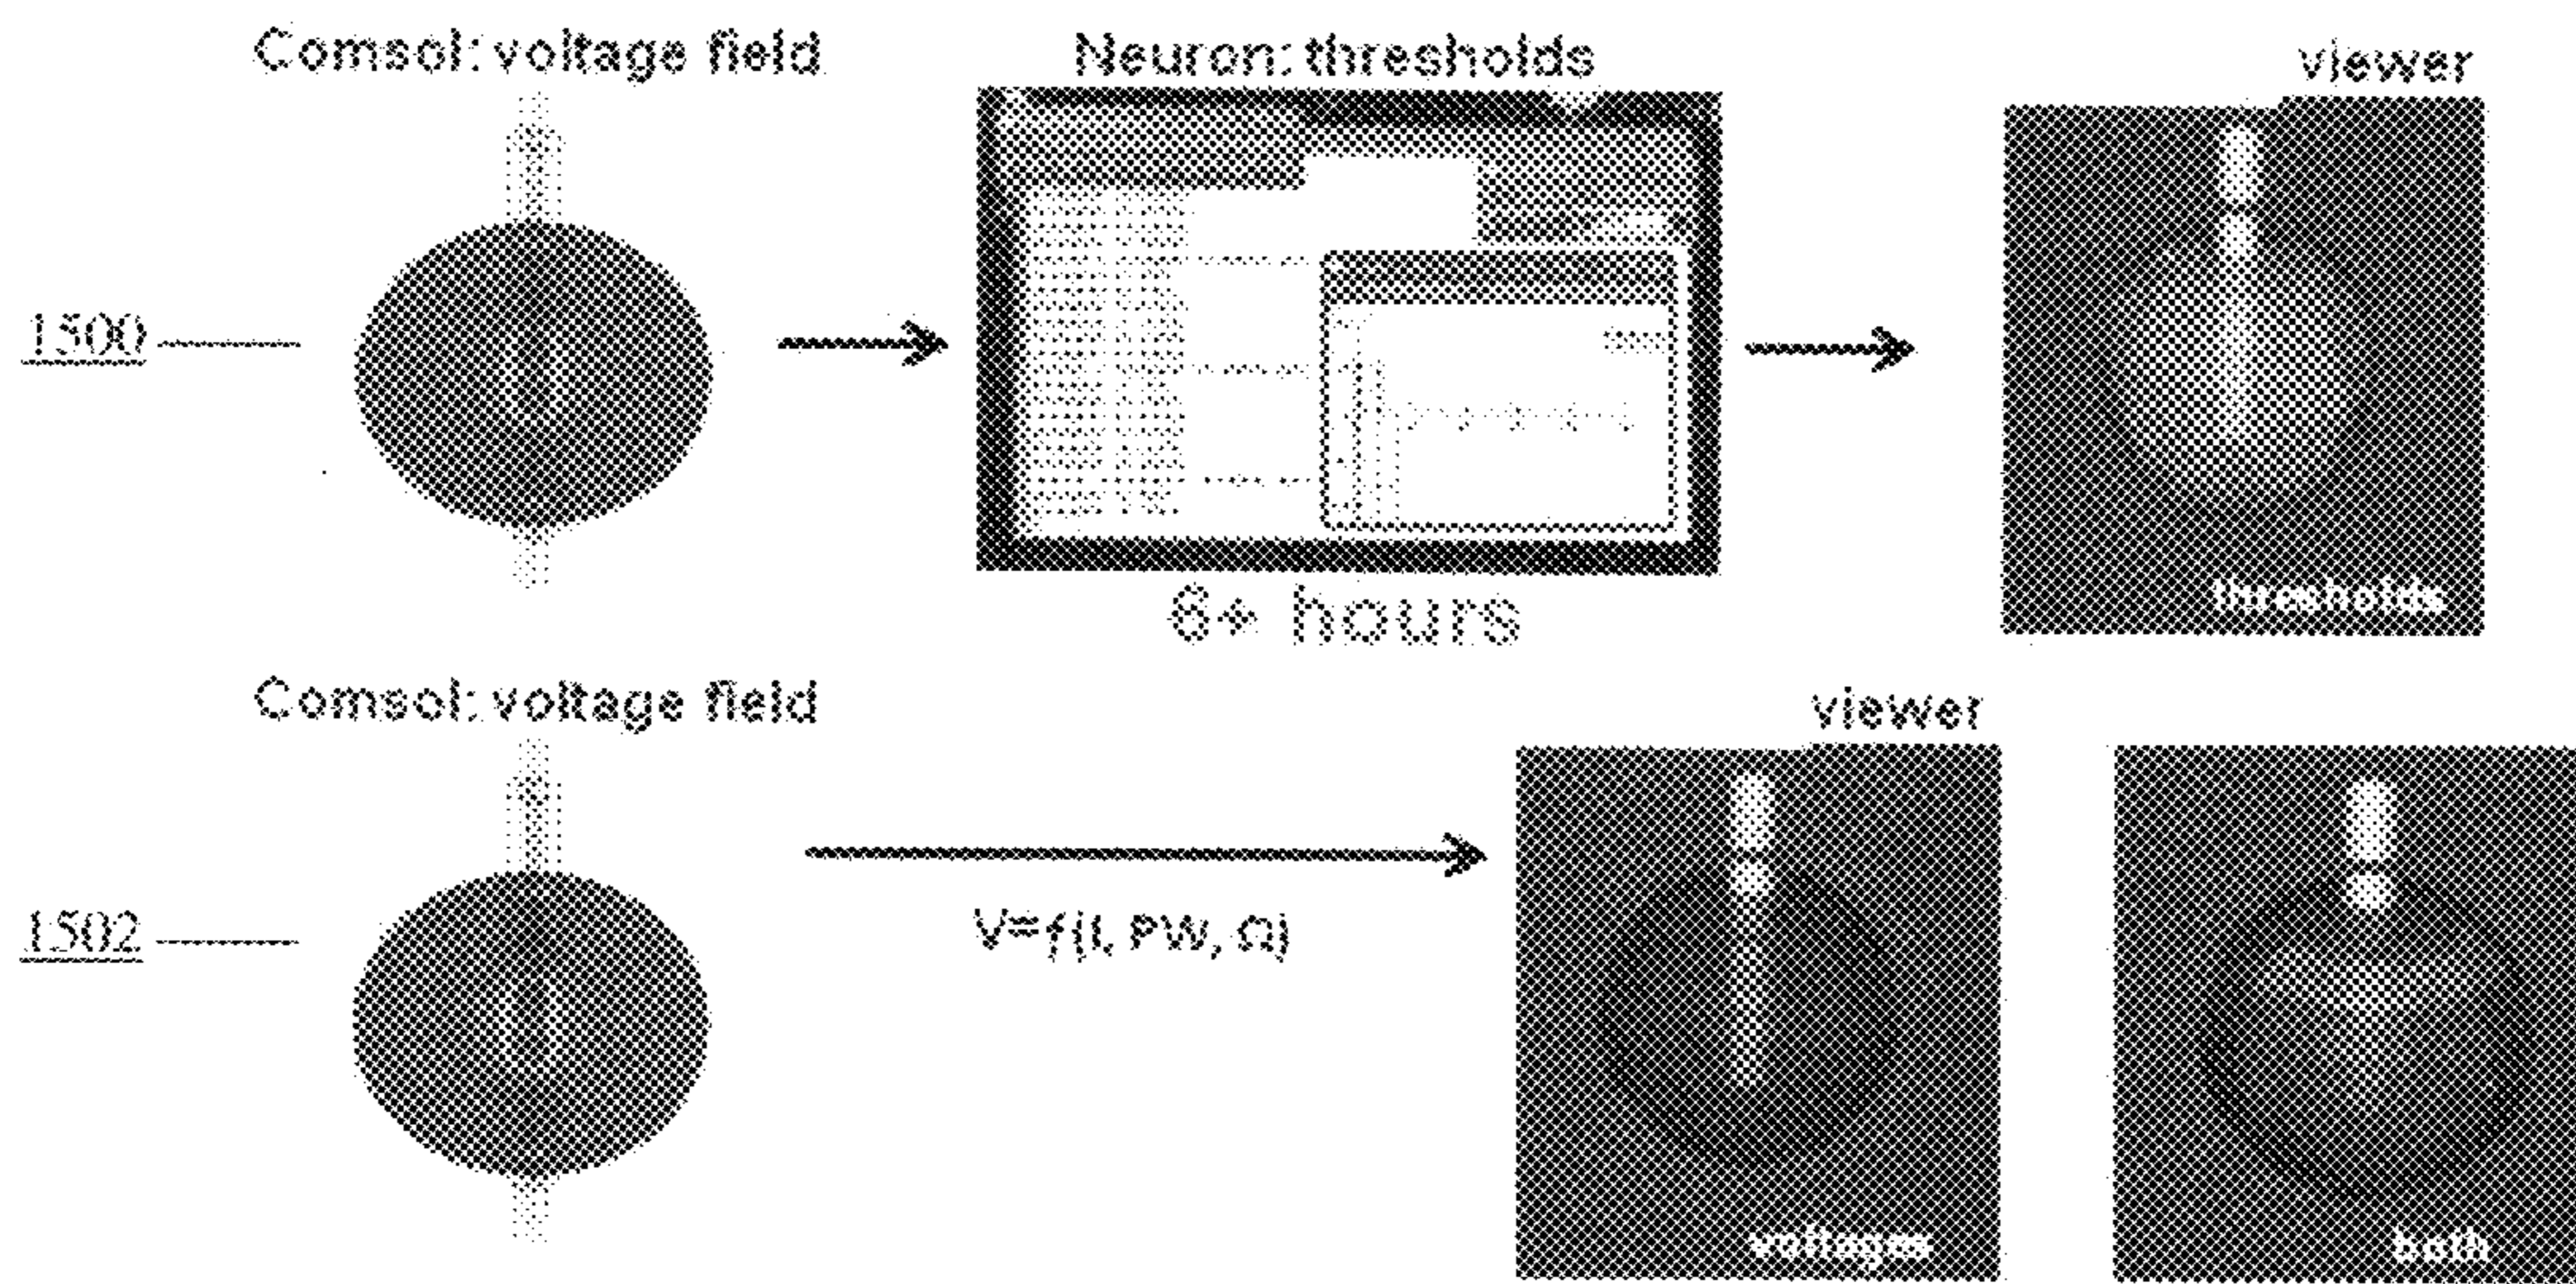 Comsol: voltage field
Neuron: thresholds
viewer
1500
thresholds
6+ hours
Comsol: voltage field
viewer
1502
V=f(I, PW, Ω)
voltages
both